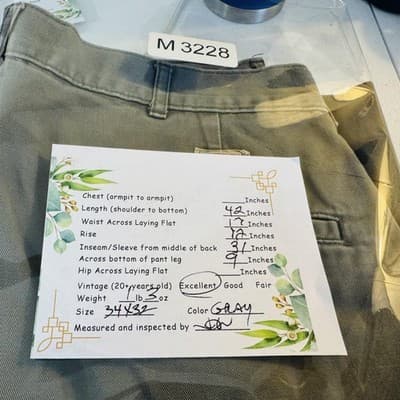 M 3228
Chest (armpit to armpit) Inches
Length (shoulder to bottom) 42 Inches
Waist Across Laying Flat 17 Inches
Rise 12 Inches
Inseam/Sleeve from middle of back 31 Inches
Across bottom of pant leg 9 Inches
Hip Across Laying Flat Inches
Vintage (20+years old) Excellent Good Fair
Weight 1 lb 3 oz
Size 34X32 Color GRAY
Measured and inspected by